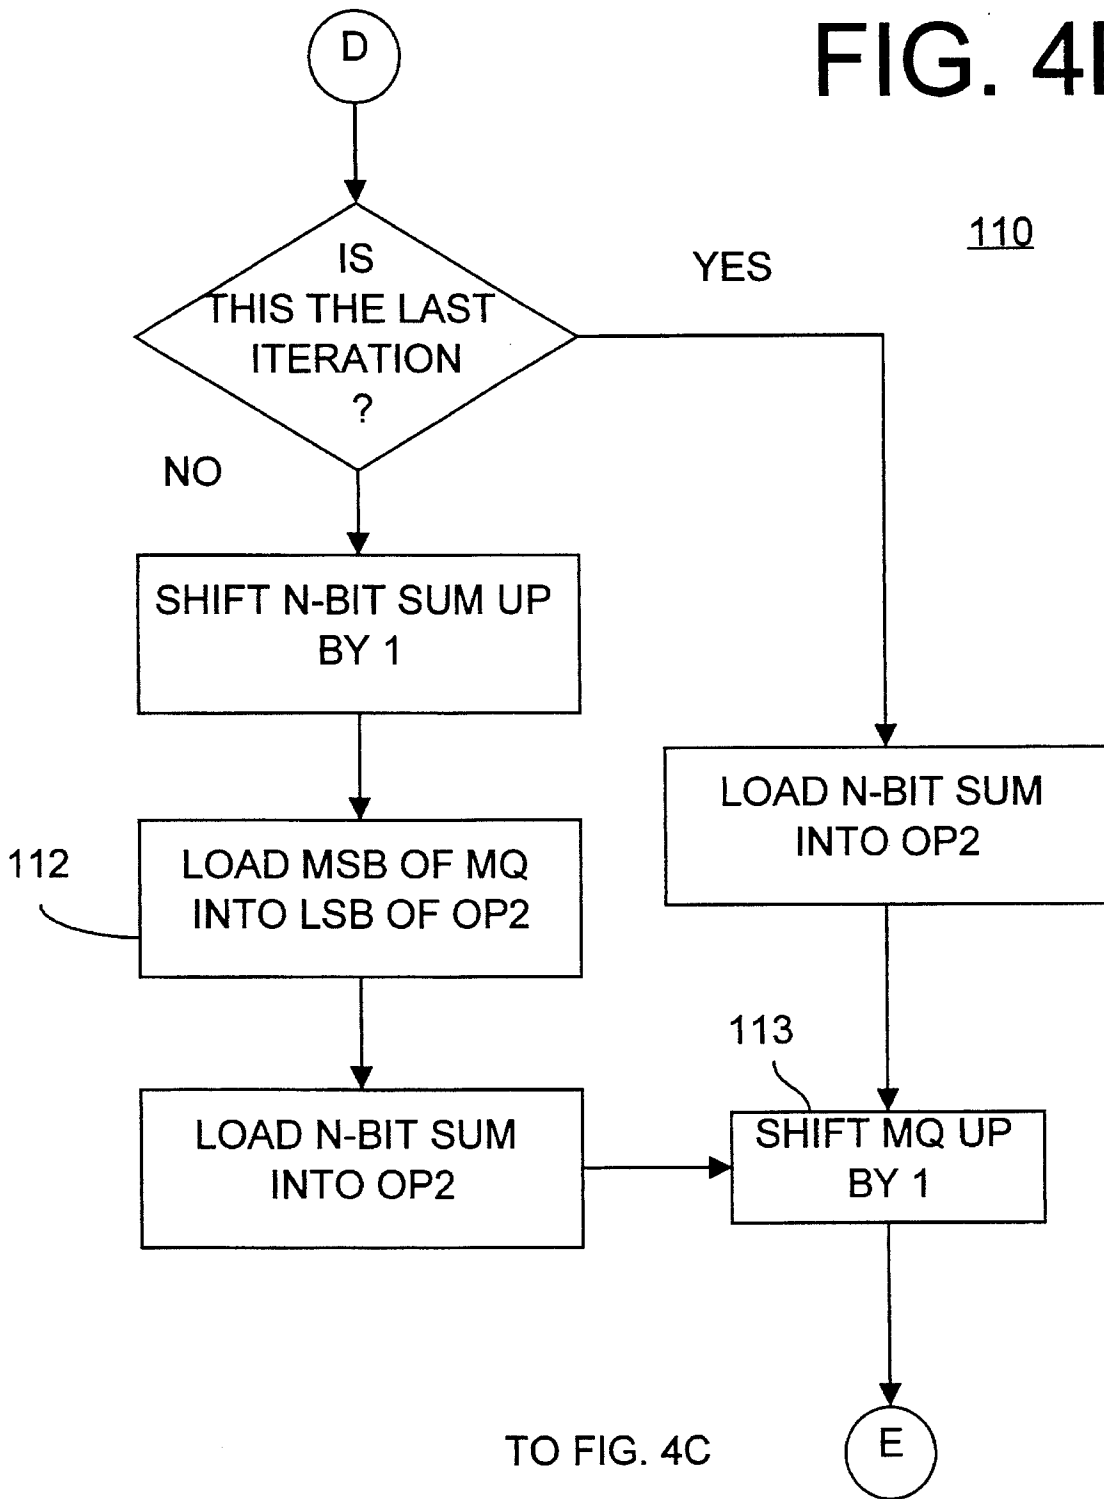 D
FIG. 4
110
IS
THIS THE LAST
ITERATION
?
YES
NO
SHIFT N-BIT SUM UP
BY 1
LOAD N-BIT SUM
INTO OP2
112
LOAD MSB OF MQ
INTO LSB OF OP2
113
LOAD N-BIT SUM
INTO OP2
SHIFT MQ UP
BY 1
TO FIG. 4C
E